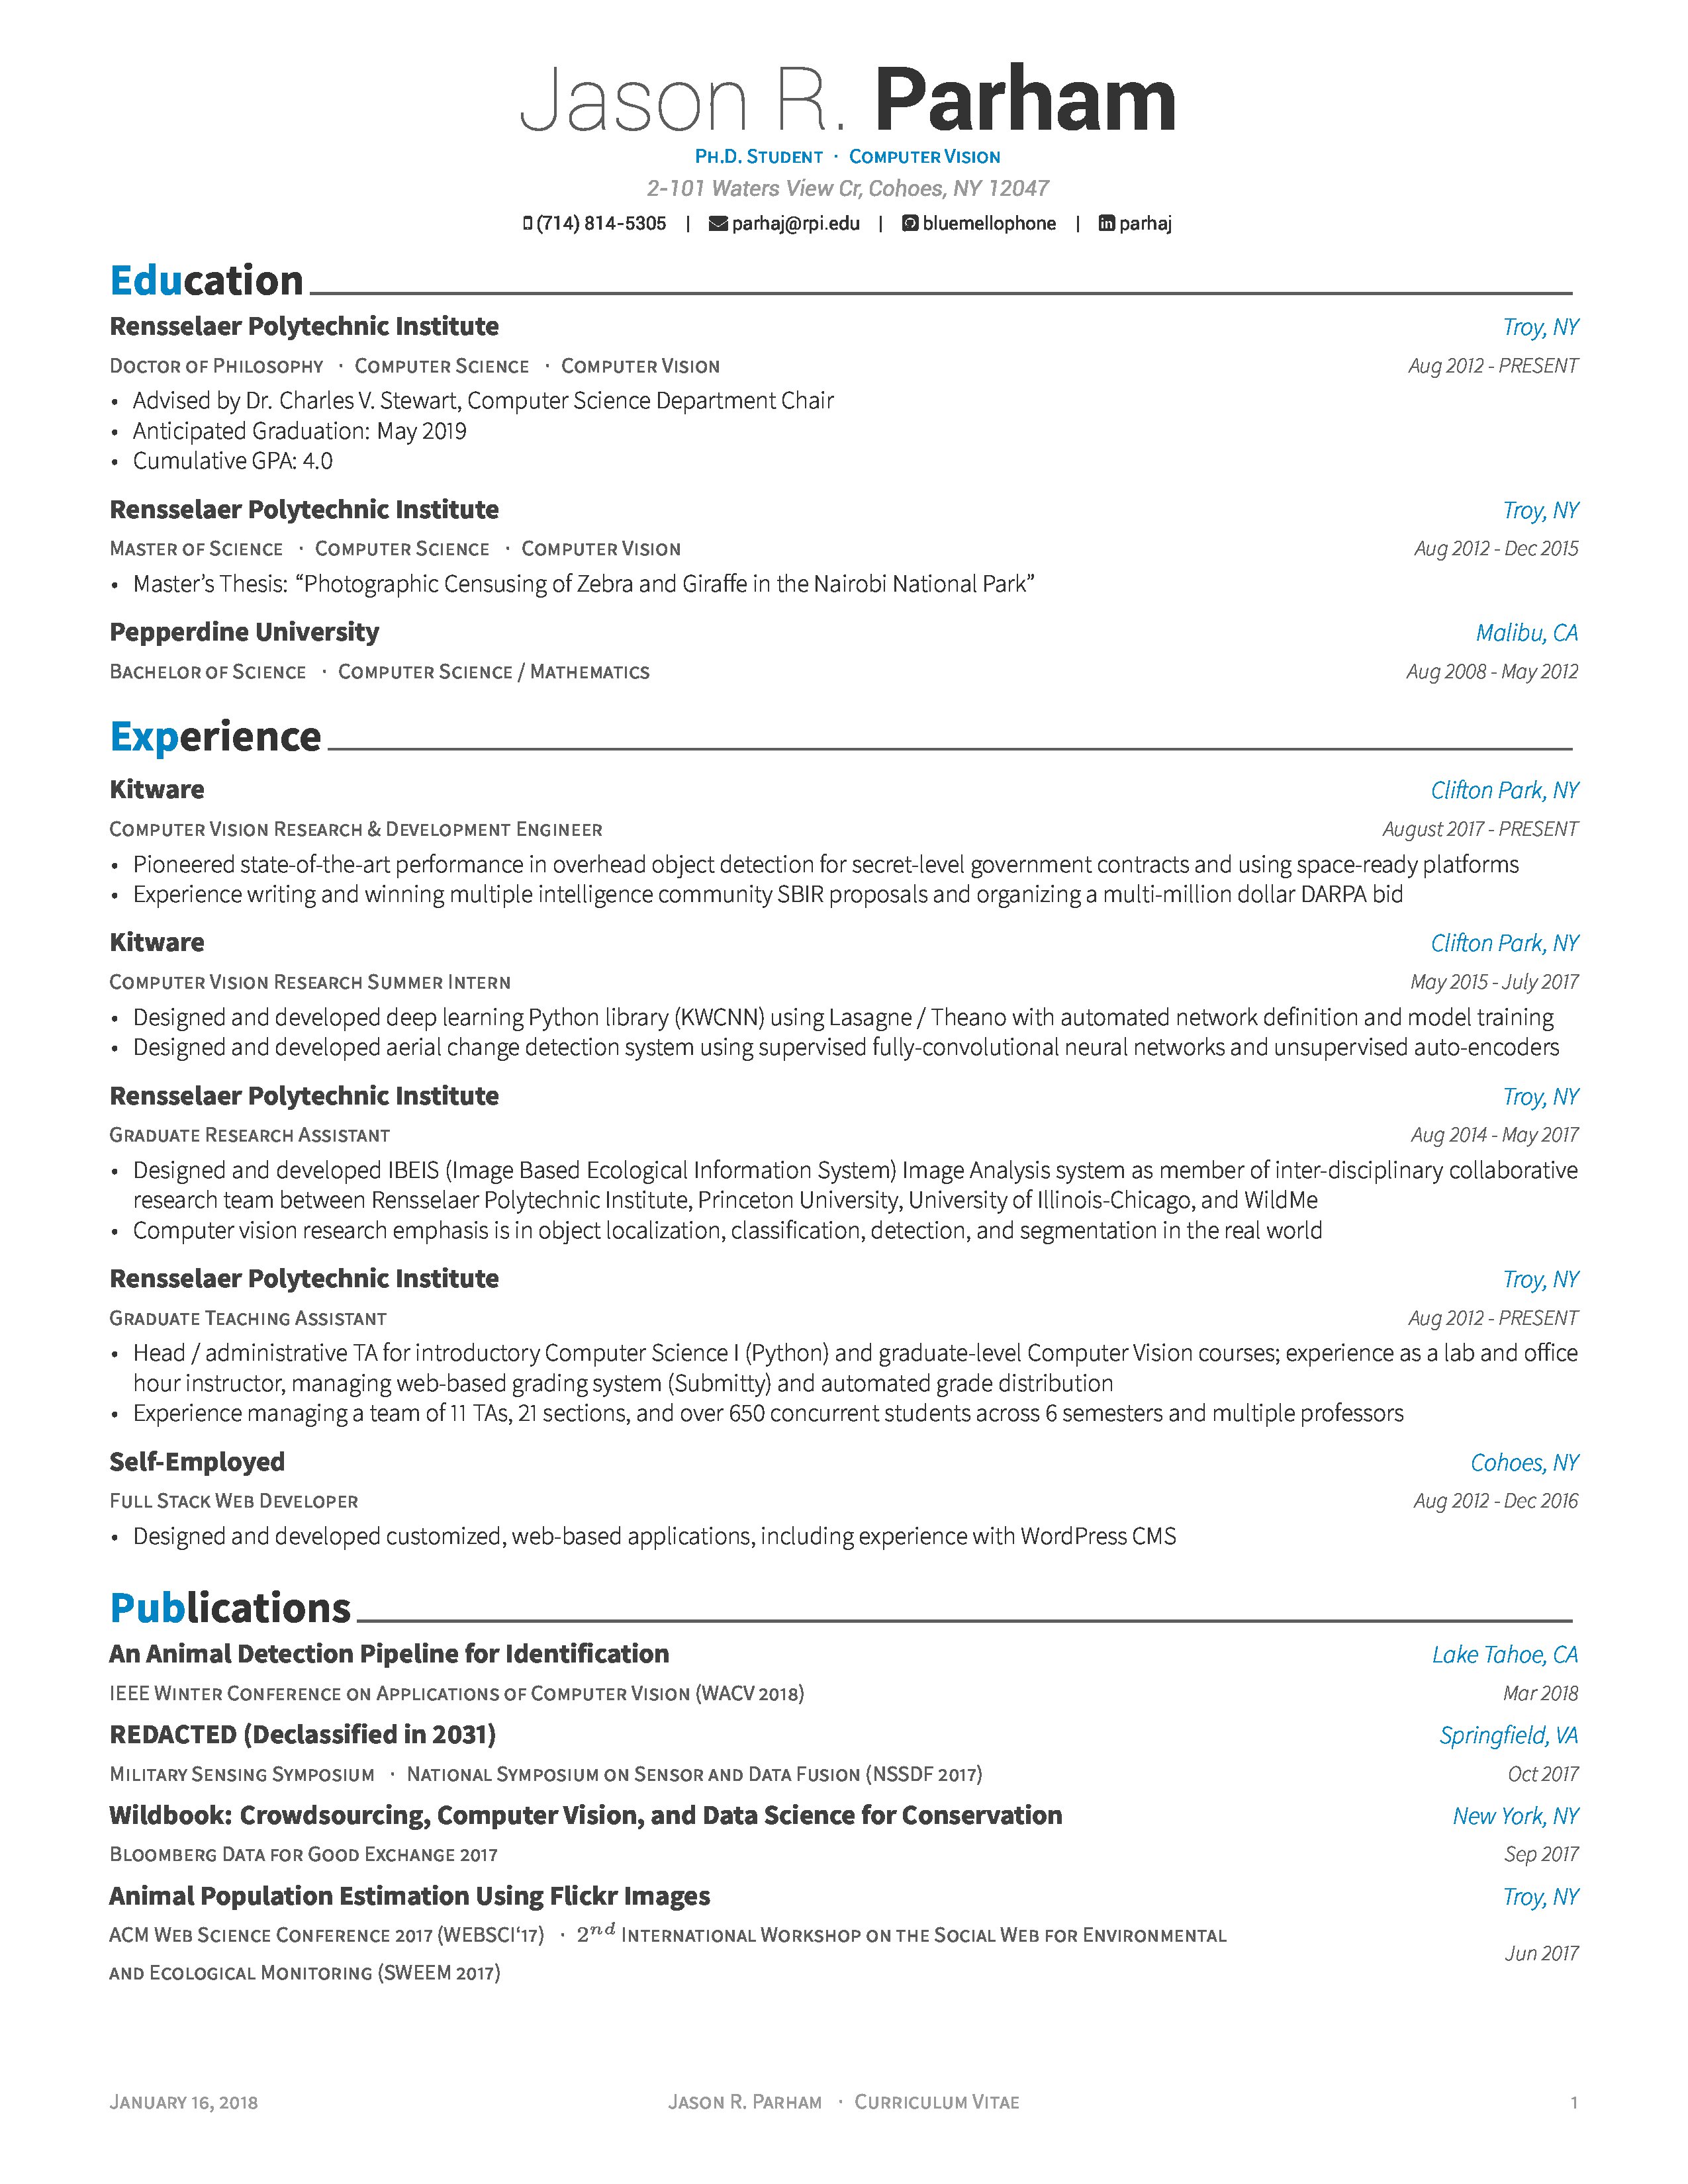 Jason R. Parham
Ph.D. Student · Computer Vision
2-101 Waters View Cr, Cohoes, NY 12047
(714) 814-5305 | parhaj@rpi.edu | bluemellophone | parhaj
Education
Rensselaer Polytechnic Institute Troy, NY
Doctor of Philosophy · Computer Science · Computer Vision Aug 2012 - PRESENT
• Advised by Dr. Charles V. Stewart, Computer Science Department Chair
• Anticipated Graduation: May 2019
• Cumulative GPA: 4.0
Rensselaer Polytechnic Institute Troy, NY
Master of Science · Computer Science · Computer Vision Aug 2012 - Dec 2015
• Master’s Thesis: “Photographic Censusing of Zebra and Giraffe in the Nairobi National Park”
Pepperdine University Malibu, CA
Bachelor of Science · Computer Science / Mathematics Aug 2008 - May 2012
Experience
Kitware Clifton Park, NY
Computer Vision Research & Development Engineer August 2017 - PRESENT
• Pioneered state-of-the-art performance in overhead object detection for secret-level government contracts and using space-ready platforms
• Experience writing and winning multiple intelligence community SBIR proposals and organizing a multi-million dollar DARPA bid
Kitware Clifton Park, NY
Computer Vision Research Summer Intern May 2015 - July 2017
• Designed and developed deep learning Python library (KWCNN) using Lasagne / Theano with automated network definition and model training
• Designed and developed aerial change detection system using supervised fully-convolutional neural networks and unsupervised auto-encoders
Rensselaer Polytechnic Institute Troy, NY
Graduate Research Assistant Aug 2014 - May 2017
• Designed and developed IBEIS (Image Based Ecological Information System) Image Analysis system as member of inter-disciplinary collaborative
research team between Rensselaer Polytechnic Institute, Princeton University, University of Illinois-Chicago, and WildMe
• Computer vision research emphasis is in object localization, classification, detection, and segmentation in the real world
Rensselaer Polytechnic Institute Troy, NY
Graduate Teaching Assistant Aug 2012 - PRESENT
• Head / administrative TA for introductory Computer Science I (Python) and graduate-level Computer Vision courses; experience as a lab and office
hour instructor, managing web-based grading system (Submitty) and automated grade distribution
• Experience managing a team of 11 TAs, 21 sections, and over 650 concurrent students across 6 semesters and multiple professors
Self-Employed Cohoes, NY
Full Stack Web Developer Aug 2012 - Dec 2016
• Designed and developed customized, web-based applications, including experience with WordPress CMS
Publications
An Animal Detection Pipeline for Identification Lake Tahoe, CA
IEEE Winter Conference on Applications of Computer Vision (WACV 2018) Mar 2018
REDACTED (Declassified in 2031) Springfield, VA
Military Sensing Symposium · National Symposium on Sensor and Data Fusion (NSSDF 2017) Oct 2017
Wildbook: Crowdsourcing, Computer Vision, and Data Science for Conservation New York, NY
Bloomberg Data for Good Exchange 2017 Sep 2017
Animal Population Estimation Using Flickr Images Troy, NY
ACM Web Science Conference 2017 (WEBSCI‘17) · 2nd International Workshop on the Social Web for Environmental
and Ecological Monitoring (SWEEM 2017) Jun 2017
January 16, 2018 Jason R. Parham · Curriculum Vitae 1